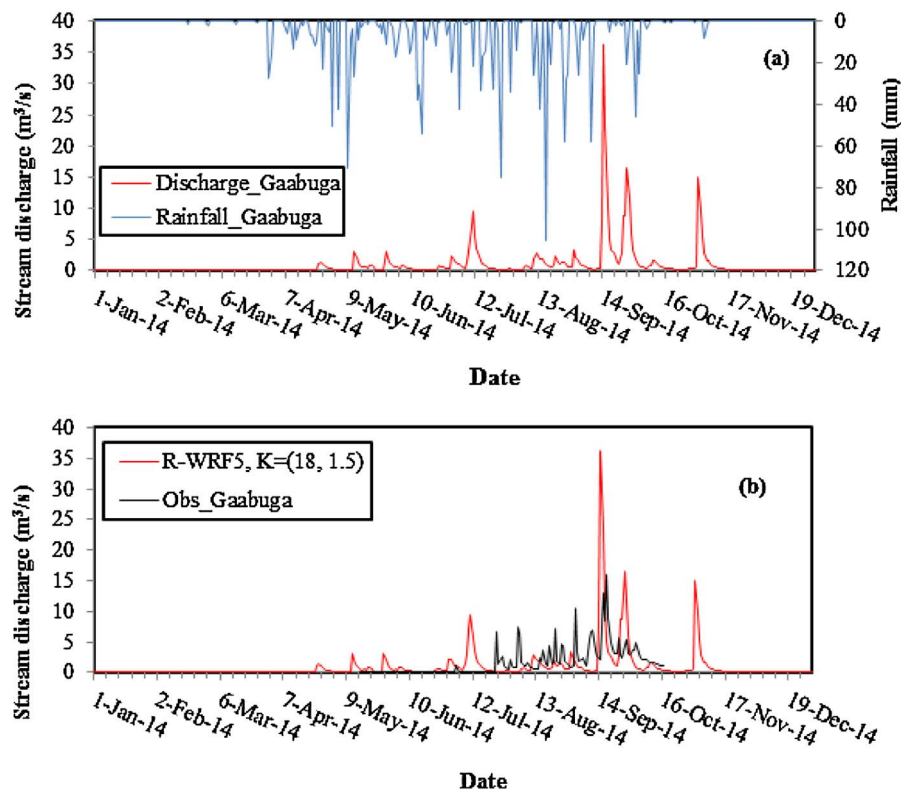 40
35
30
25
20
15
10
5
0
Stream discharge (m³/s)
0
20
40
60
80
100
120
Rainfall (mm)
(a)
Discharge_Gaabuga
Rainfall_Gaabuga
1-Jan-14
2-Feb-14
6-Mar-14
7-Apr-14
9-May-14
10-Jun-14
12-Jul-14
13-Aug-14
14-Sep-14
16-Oct-14
17-Nov-14
19-Dec-14
Date
40
35
30
25
20
15
10
5
0
Stream discharge (m³/s)
R-WRF5, K=(18, 1.5)
Obs_Gaabuga
(b)
1-Jan-14
2-Feb-14
6-Mar-14
7-Apr-14
9-May-14
10-Jun-14
12-Jul-14
13-Aug-14
14-Sep-14
16-Oct-14
17-Nov-14
19-Dec-14
Date